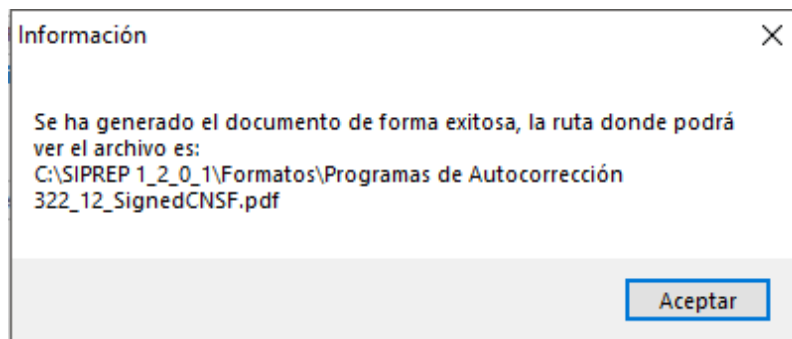 Información
Se ha generado el documento de forma exitosa, la ruta donde podrá
ver el archivo es:
C:\SIPREP 1_2_0_1\Formatos\Programas de Autocorrección
322_12_SignedCNSF.pdf
Aceptar